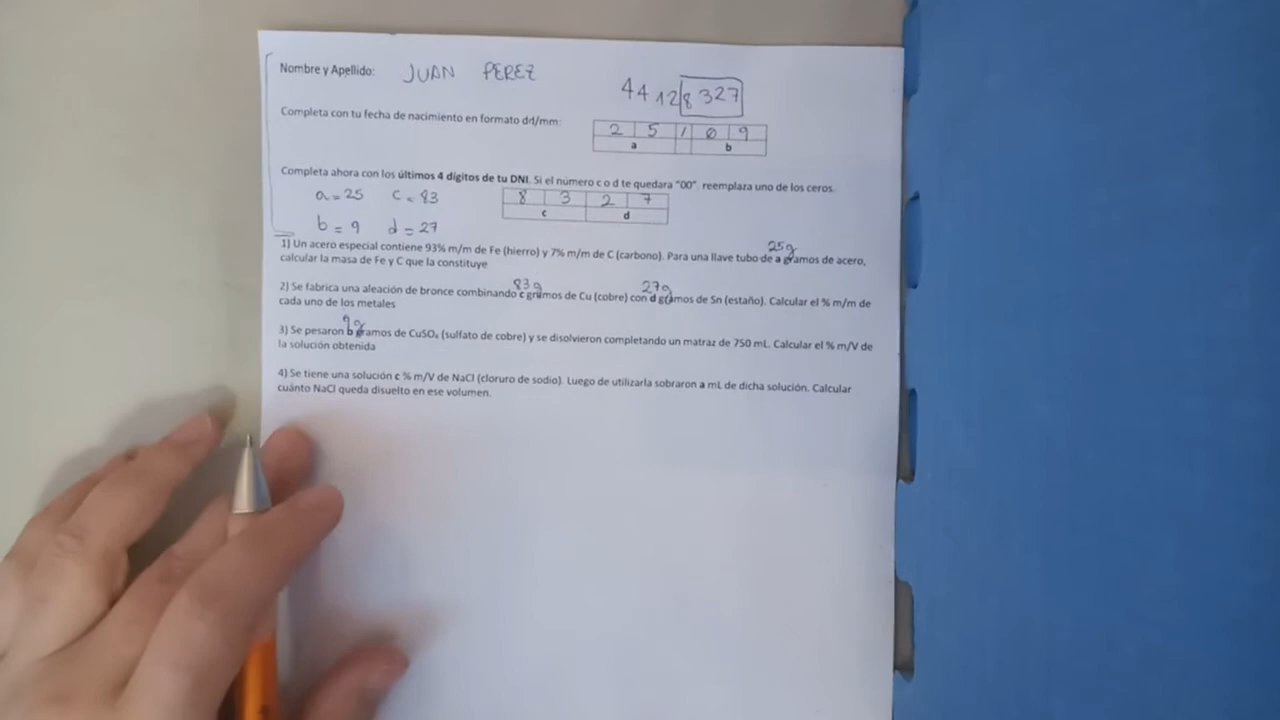 Nombre y Apellido: JUAN PEREZ
44128327
Completa con tu fecha de nacimiento en formato dd/mm:
2 5 / 0 9
a b
Completa ahora con los últimos 4 dígitos de tu DNI. Si el número c o d te quedara "00", reemplaza uno de los ceros.
a = 25 c = 83
8 3 2 7
c d
b = 9 d = 27
25g
1) Un acero especial contiene 93% m/m de Fe (hierro) y 7% m/m de C (carbono). Para una llave tubo de a gramos de acero,
calcular la masa de Fe y C que la constituye
83g 27g
2) Se fabrica una aleación de bronce combinando c gramos de Cu (cobre) con d gramos de Sn (estaño). Calcular el % m/m de
cada uno de los metales
9g
3) Se pesaron b gramos de CuSO₄ (sulfato de cobre) y se disolvieron completando un matraz de 750 mL. Calcular el % m/V de
la solución obtenida
4) Se tiene una solución c % m/V de NaCl (cloruro de sodio). Luego de utilizarla sobraron a mL de dicha solución. Calcular
cuánto NaCl queda disuelto en ese volumen.